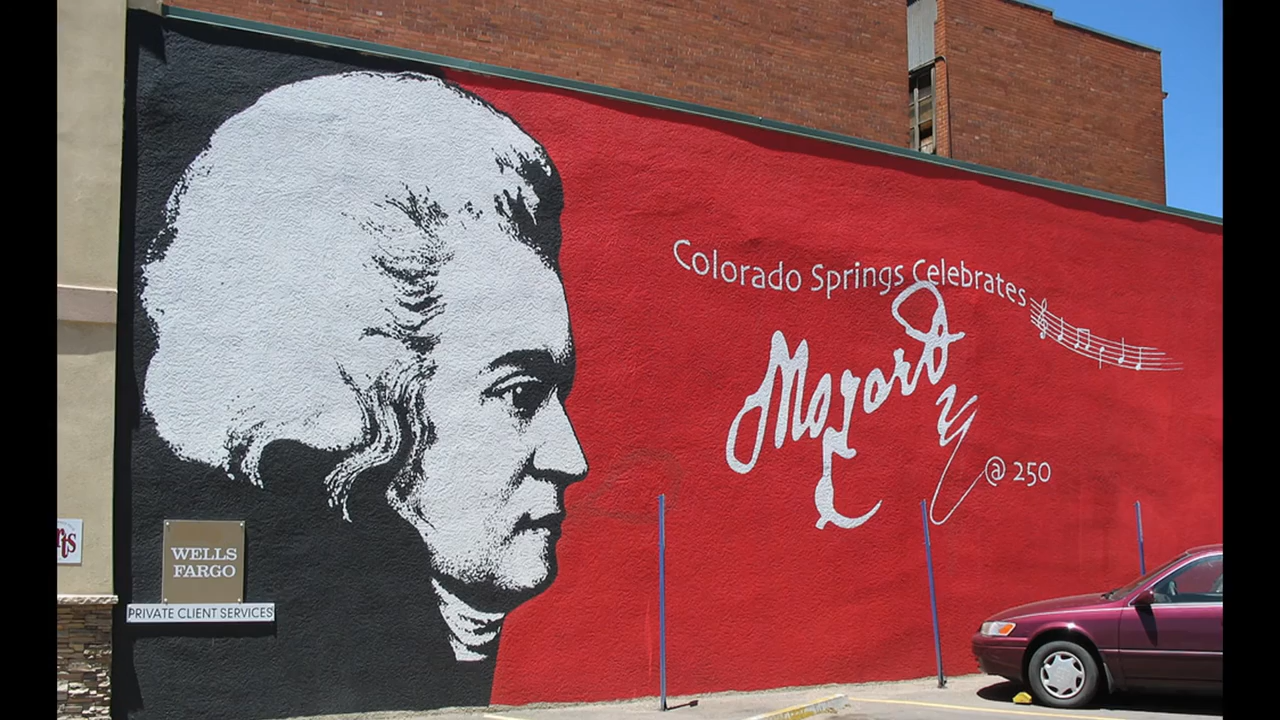 Colorado Springs Celebrates
Mozart
@ 250
WELLS
FARGO
PRIVATE CLIENT SERVICES